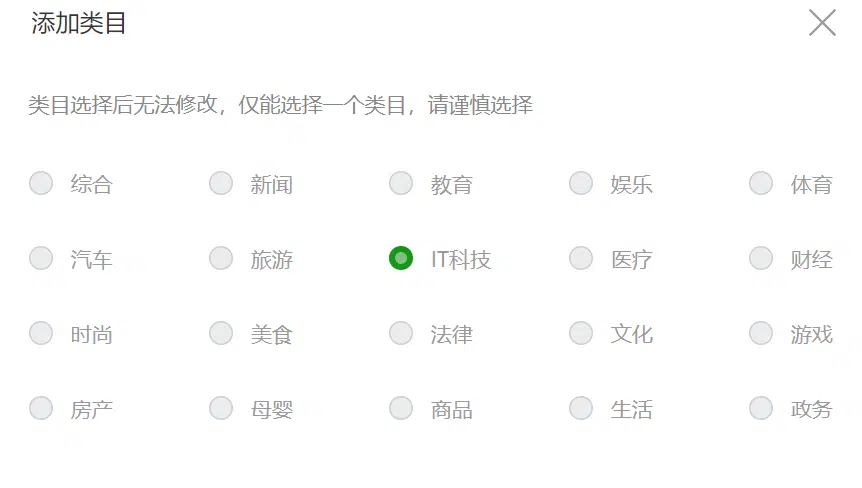 添加类目
类目选择后无法修改，仅能选择一个类目，请谨慎选择
综合 新闻 教育 娱乐 体育
汽车 旅游 IT科技 医疗 财经
时尚 美食 法律 文化 游戏
房产 母婴 商品 生活 政务